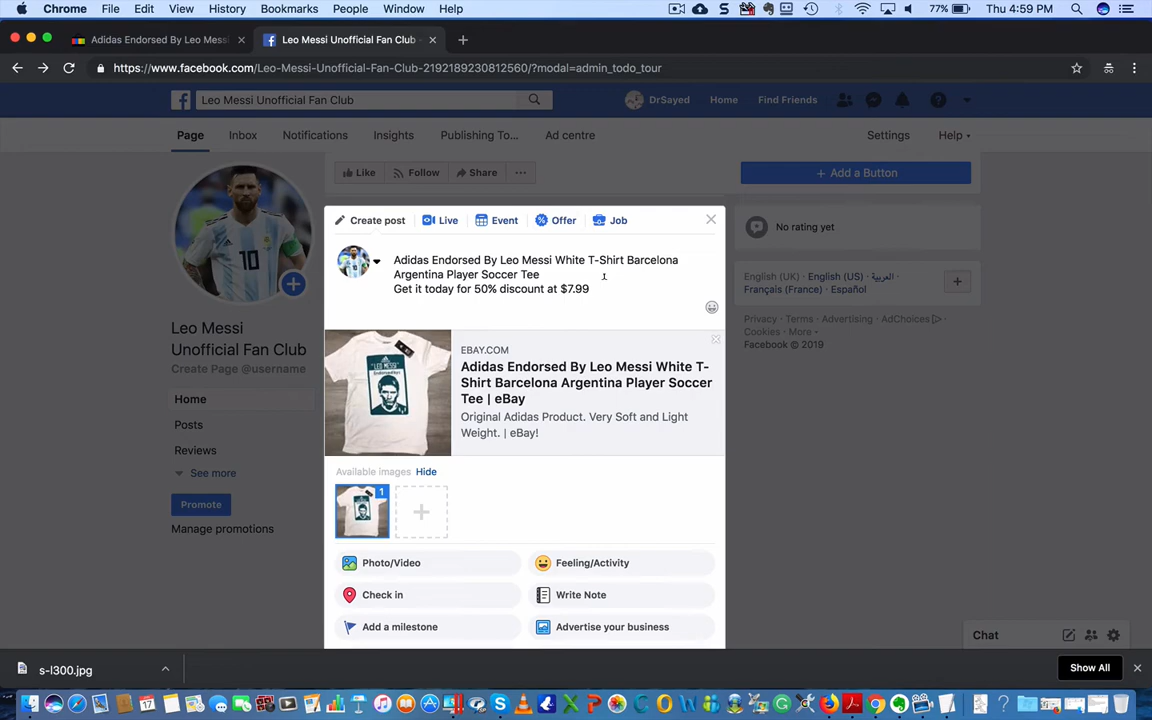 Chrome File Edit View History Bookmarks People Window Help 77% Thu 4:59 PM
Adidas Endorsed By Leo Mess
Leo Messi Unofficial Fan Club -
https://www.facebook.com/Leo-Messi-Unofficial-Fan-Club-2192189230812560/?modal=admin_todo_tour
Leo Messi Unofficial Fan Club
DrSayed Home Find Friends
Page Inbox Notifications Insights Publishing To... Ad centre Settings Help
Like Follow Share ...
+ Add a Button
Create post Live Event Offer Job
No rating yet
Adidas Endorsed By Leo Messi White T-Shirt Barcelona
Argentina Player Soccer Tee
Get it today for 50% discount at $7.99
English (UK) · English (US) · العربية ·
Français (France) · Español
Privacy · Terms · Advertising · AdChoices ·
Cookies · More
Facebook © 2019
10
Leo Messi
Unofficial Fan Club
Create Page @username
Home
Posts
Reviews
See more
Promote
Manage promotions
EBAY.COM
Adidas Endorsed By Leo Messi White T-
Shirt Barcelona Argentina Player Soccer
Tee | eBay
Original Adidas Product. Very Soft and Light
Weight. | eBay!
"LEO MESSI"
Available images Hide
1
Photo/Video
Feeling/Activity
Check in
Write Note
Add a milestone
Advertise your business
Chat
s-l300.jpg
Show All
17